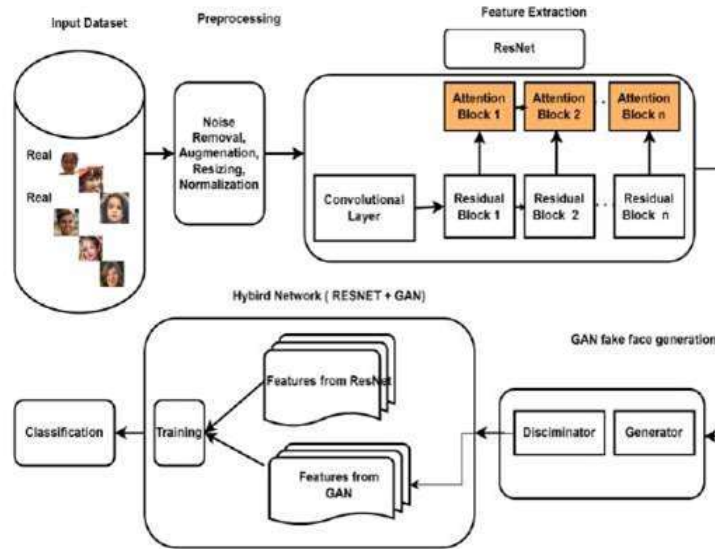 Input Dataset
Preprocessing
Feature Extraction
ResNet
Real
Real
Noise
Removal,
Augmenation,
Resizing,
Normalization
Attention
Block 1
Attention
Block 2
Attention
Block n
Convolutional
Layer
Residual
Block 1
Residual
Block 2
Residual
Block n
Hybird Network ( RESNET + GAN)
GAN fake face generation
Features from ResNet
Features from
GAN
Training
Classification
Disciminator
Generator